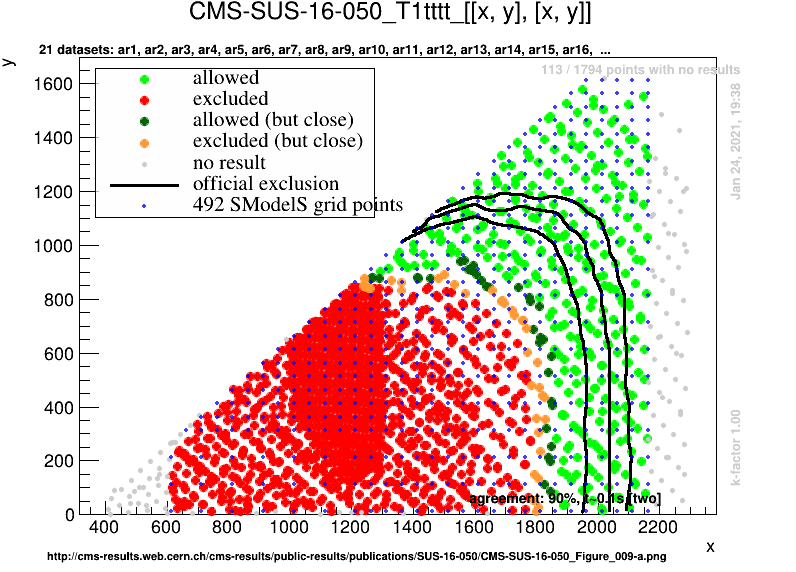 CMS-SUS-16-050_T1tttt_[[x, y], [x, y]]
21 datasets: ar1, ar2, ar3, ar4, ar5, ar6, ar7, ar8, ar9, ar10, ar11, ar12, ar13, ar14, ar15, ar16, ...
y
113 / 1794 points with no results
allowed
excluded
allowed (but close)
excluded (but close)
no result
official exclusion
492 SModelS grid points
Jan 24, 2021, 19:38
k-factor 1.00
1600
1400
1200
1000
800
600
400
200
0
agreement: 90%, t~0.1s [two]
400 600 800 1000 1200 1400 1600 1800 2000 2200
x
http://cms-results.web.cern.ch/cms-results/public-results/publications/SUS-16-050/CMS-SUS-16-050_Figure_009-a.png